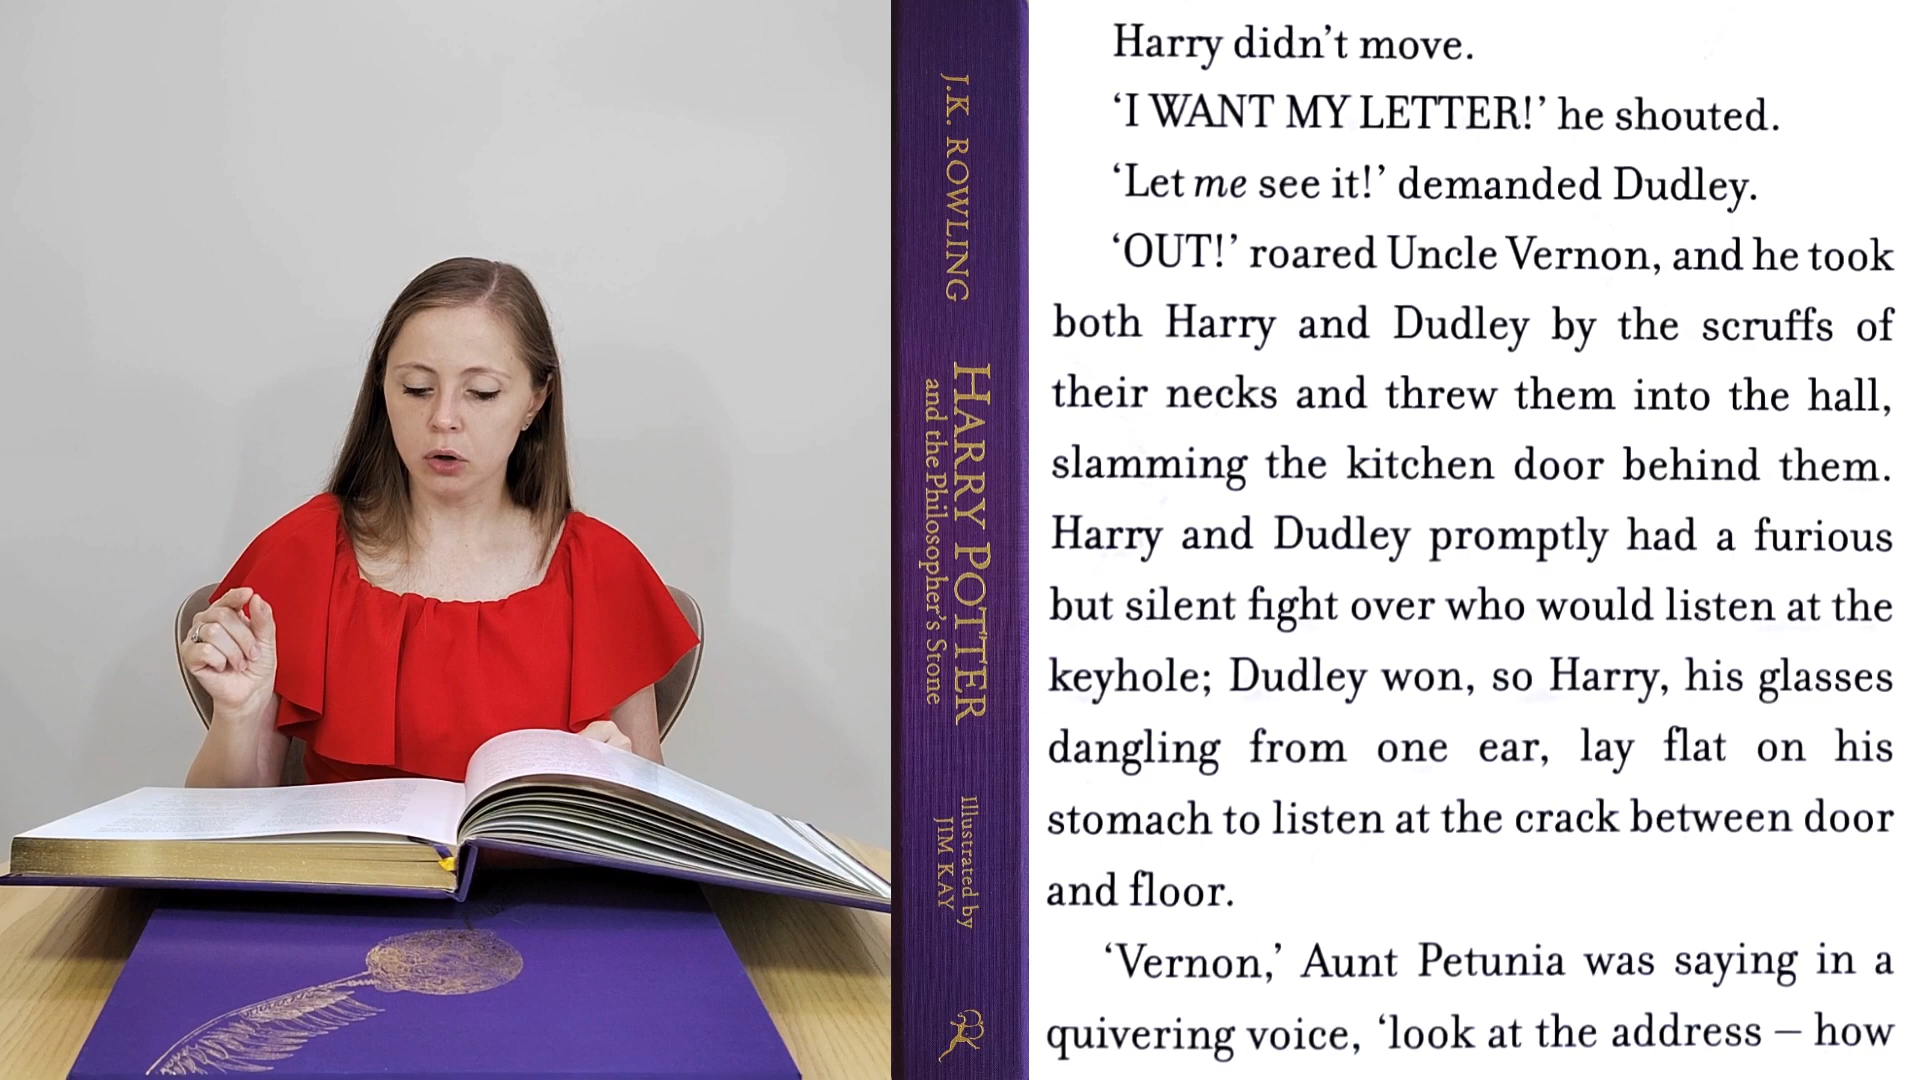 J.K. ROWLING
HARRY POTTER
and the Philosopher's Stone
Illustrated by
JIM KAY
Harry didn’t move.
‘I WANT MY LETTER!’ he shouted.
‘Let me see it!’ demanded Dudley.
‘OUT!’ roared Uncle Vernon, and he took
both Harry and Dudley by the scruffs of
their necks and threw them into the hall,
slamming the kitchen door behind them.
Harry and Dudley promptly had a furious
but silent fight over who would listen at the
keyhole; Dudley won, so Harry, his glasses
dangling from one ear, lay flat on his
stomach to listen at the crack between door
and floor.
‘Vernon,’ Aunt Petunia was saying in a
quivering voice, ‘look at the address – how